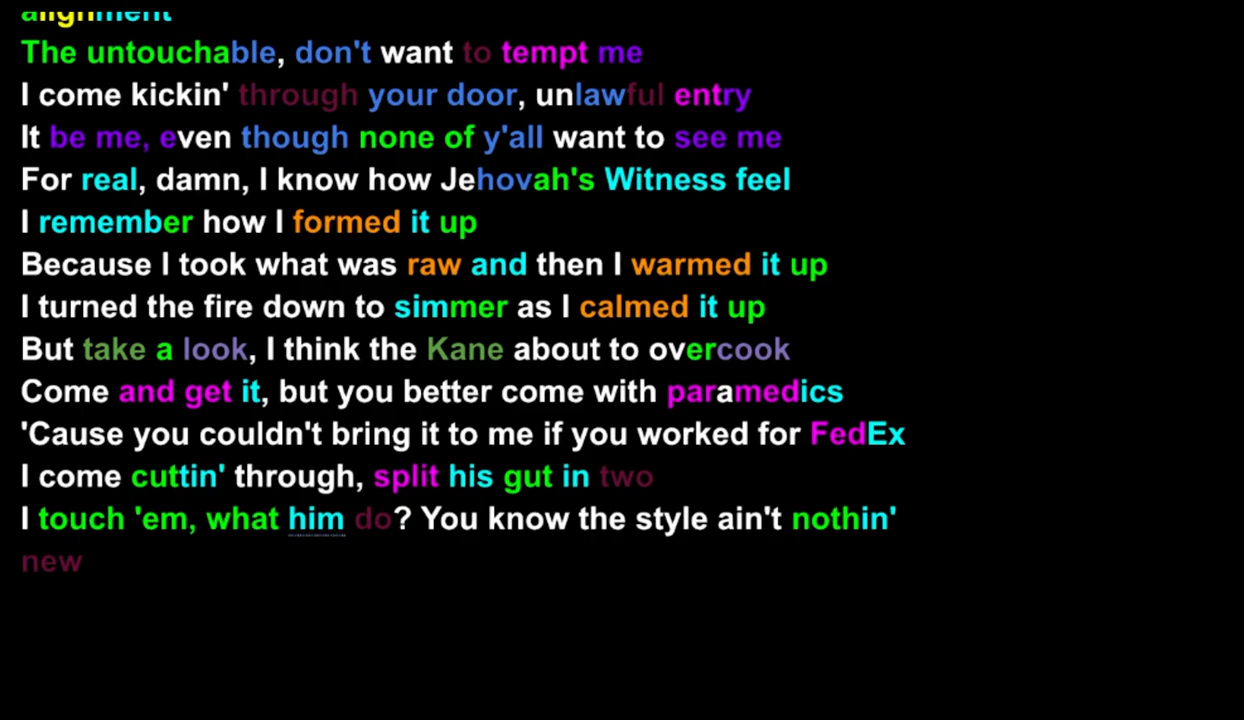 alignment
The untouchable, don't want to tempt me
I come kickin' through your door, unlawful entry
It be me, even though none of y'all want to see me
For real, damn, I know how Jehovah's Witness feel
I remember how I formed it up
Because I took what was raw and then I warmed it up
I turned the fire down to simmer as I calmed it up
But take a look, I think the Kane about to overcook
Come and get it, but you better come with paramedics
'Cause you couldn't bring it to me if you worked for FedEx
I come cuttin' through, split his gut in two
I touch 'em, what him do? You know the style ain't nothin'
new